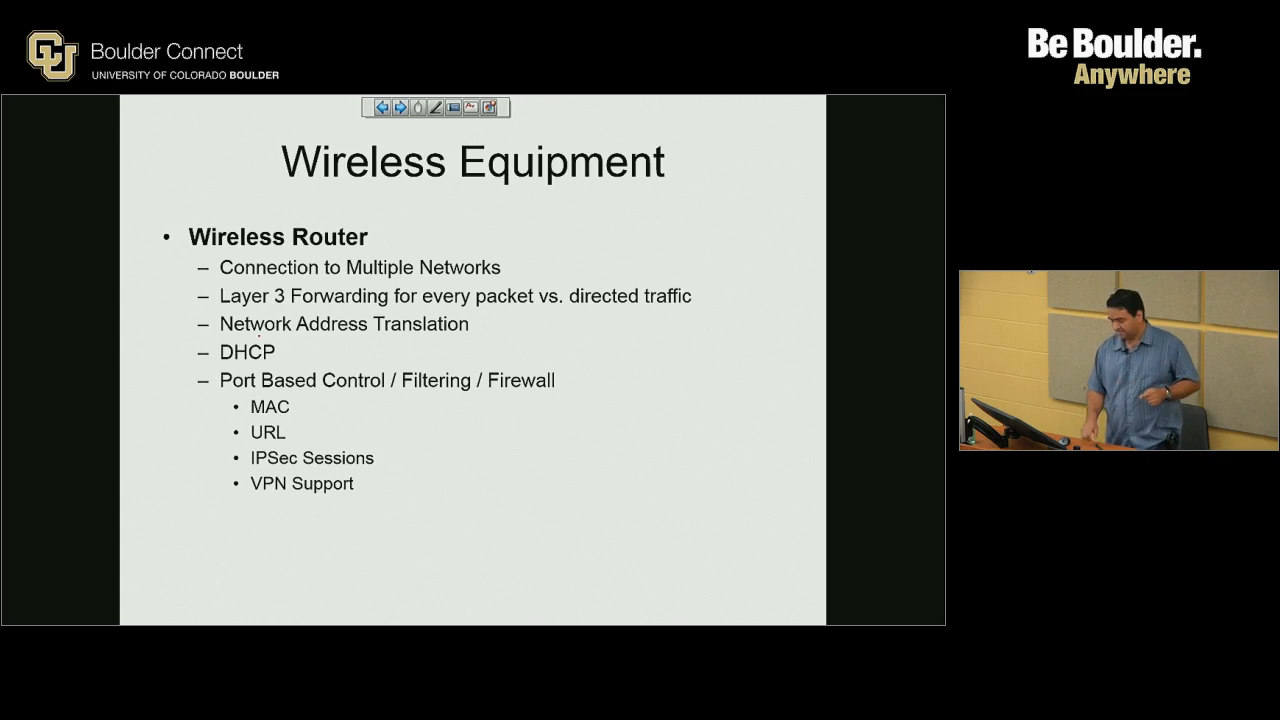 Boulder Connect
UNIVERSITY OF COLORADO BOULDER
Be Boulder.
Anywhere
Wireless Equipment
• Wireless Router
– Connection to Multiple Networks
– Layer 3 Forwarding for every packet vs. directed traffic
– Network Address Translation
– DHCP
– Port Based Control / Filtering / Firewall
• MAC
• URL
• IPSec Sessions
• VPN Support